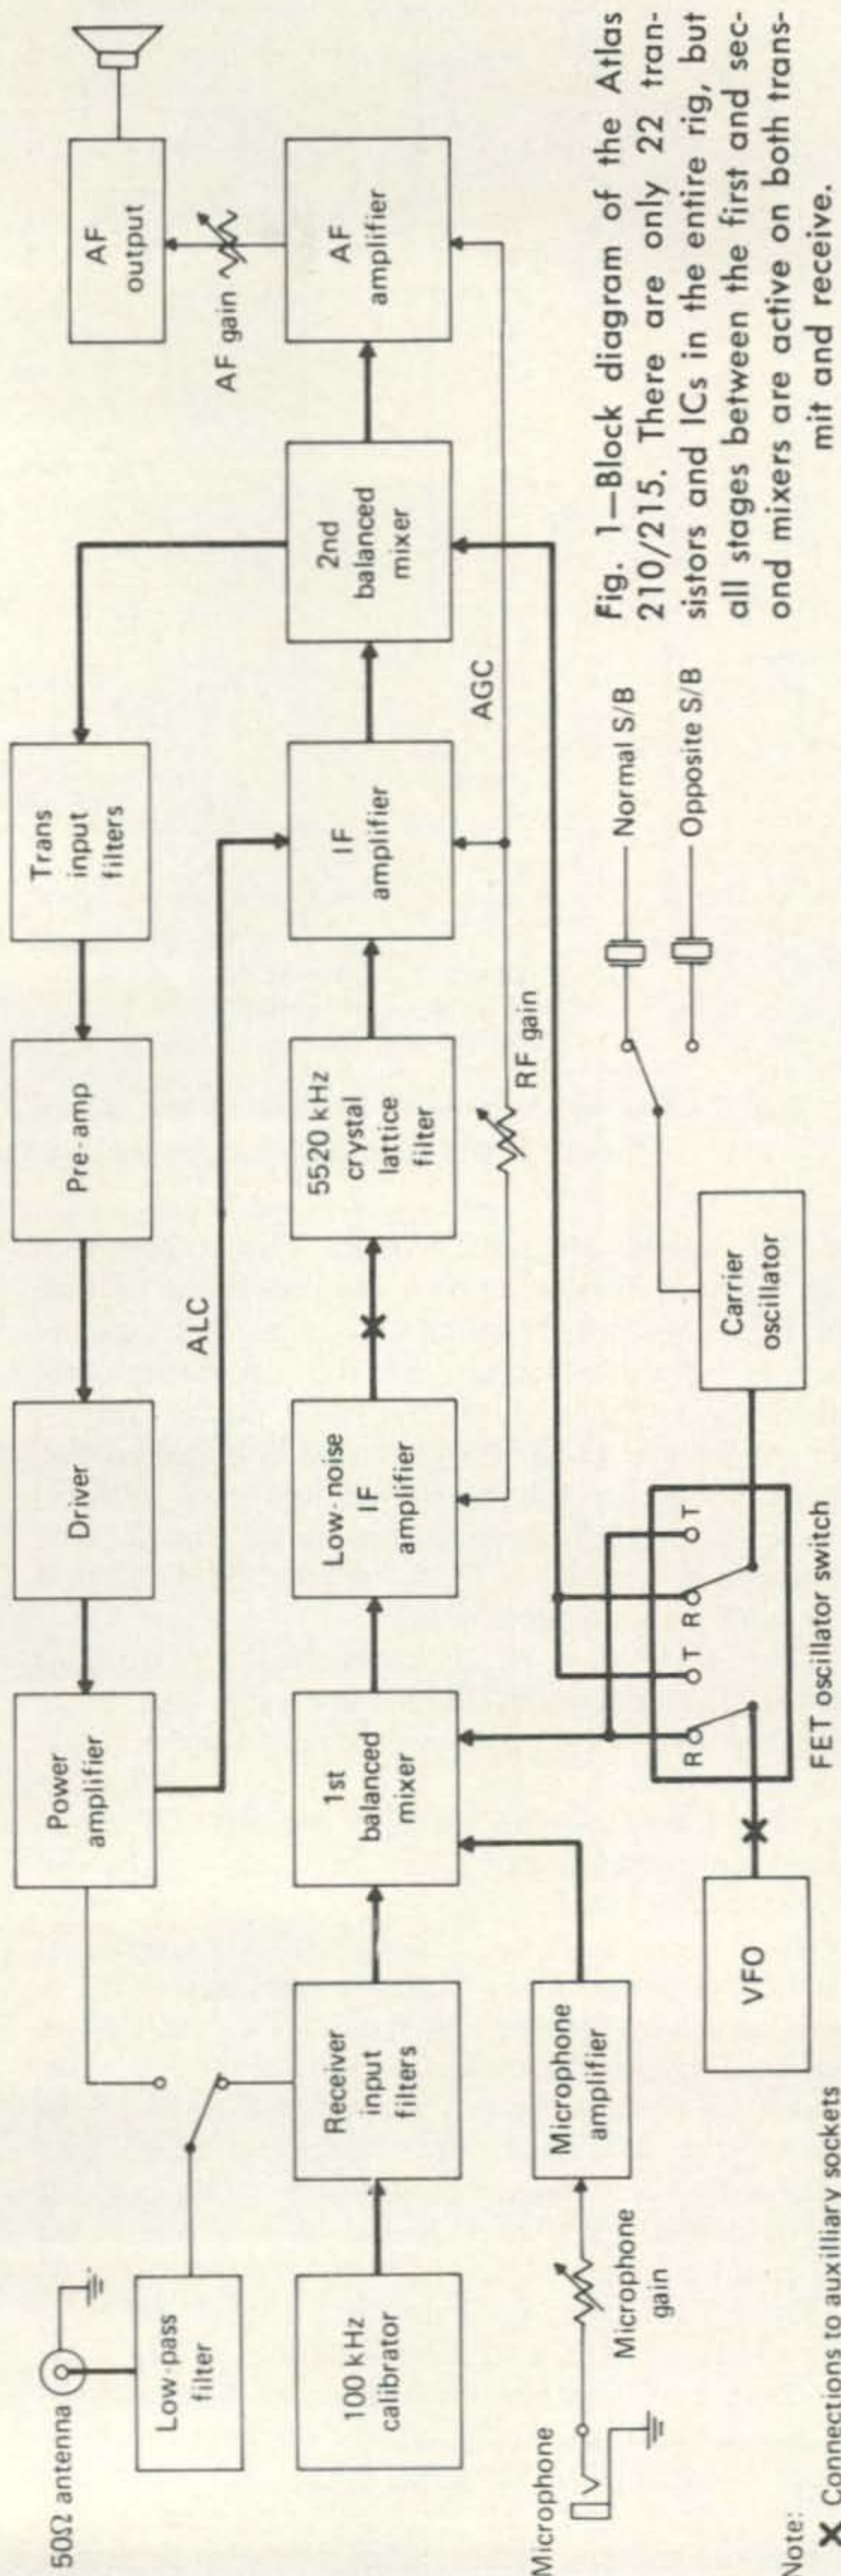 50Ω antenna
Low-pass
filter
100 kHz
calibrator
Receiver
input
filters
Power
amplifier
Driver
Pre-amp
Trans
input
filters
AF
output
AF gain
ALC
1st
balanced
mixer
Low-noise
IF
amplifier
5520 kHz
crystal
lattice
filter
IF
amplifier
2nd
balanced
mixer
AF
amplifier
RF gain
AGC
Microphone
Microphone
gain
Microphone
amplifier
VFO
R T R T
FET oscillator switch
Carrier
oscillator
Normal S/B
Opposite S/B
Note:
X Connections to auxilliary sockets
Fig. 1—Block diagram of the Atlas
210/215. There are only 22 tran-
sistors and ICs in the entire rig, but
all stages between the first and sec-
ond mixers are active on both trans-
mit and receive.